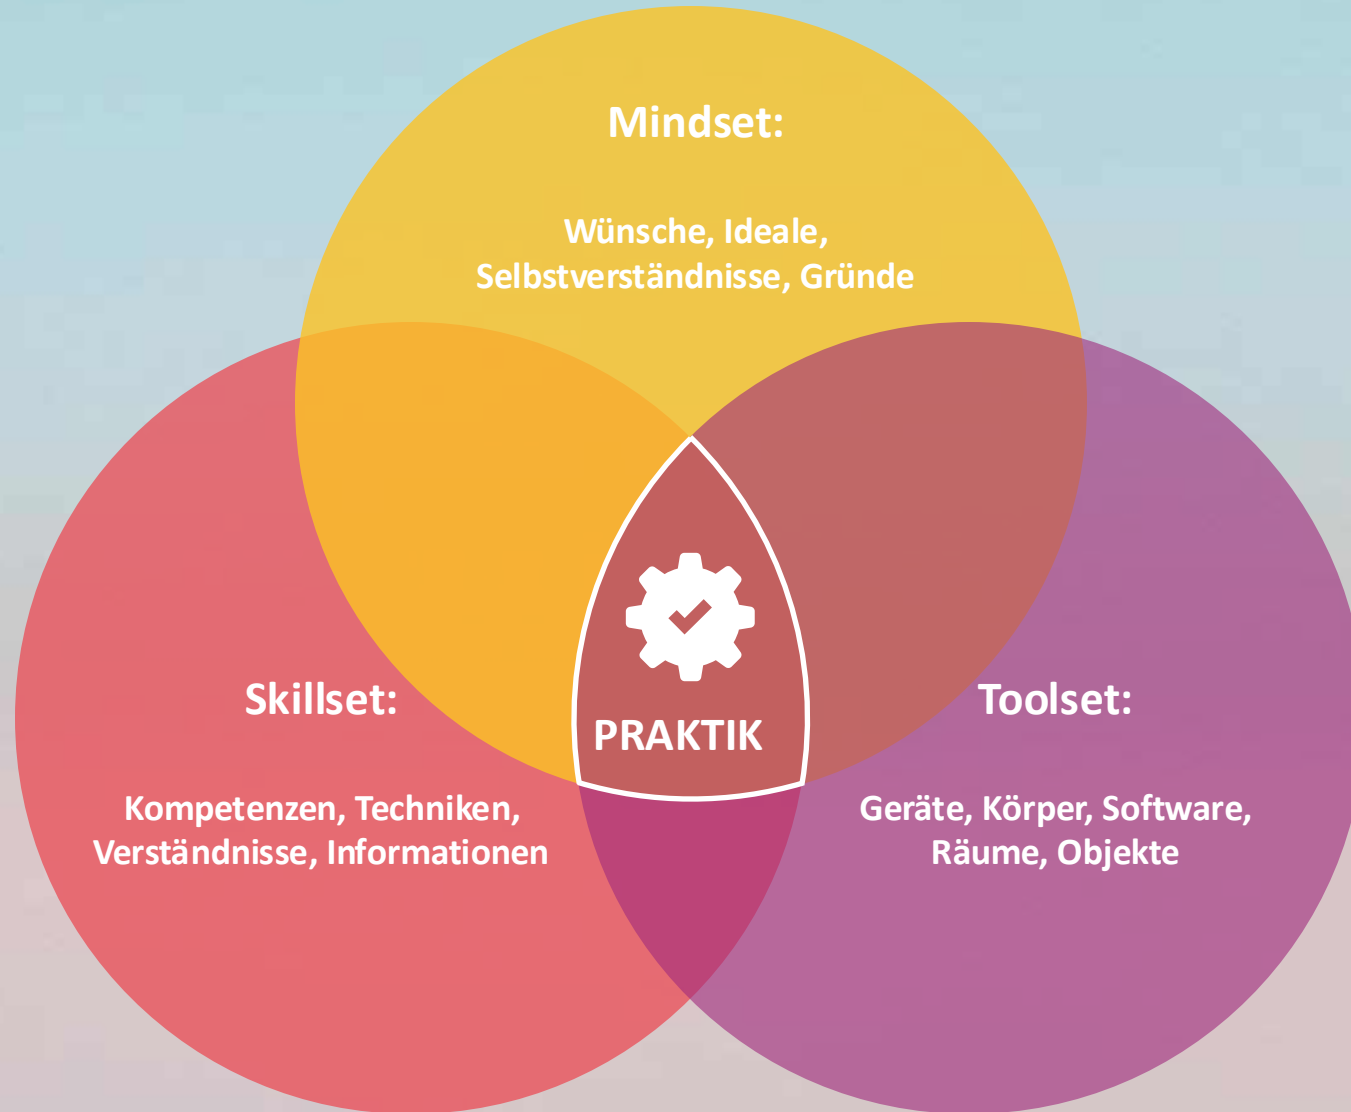 Mindset:
Wünsche, Ideale,
Selbstverständnisse, Gründe
Skillset:
Kompetenzen, Techniken,
Verständnisse, Informationen
PRAKTIK
Toolset:
Geräte, Körper, Software,
Räume, Objekte